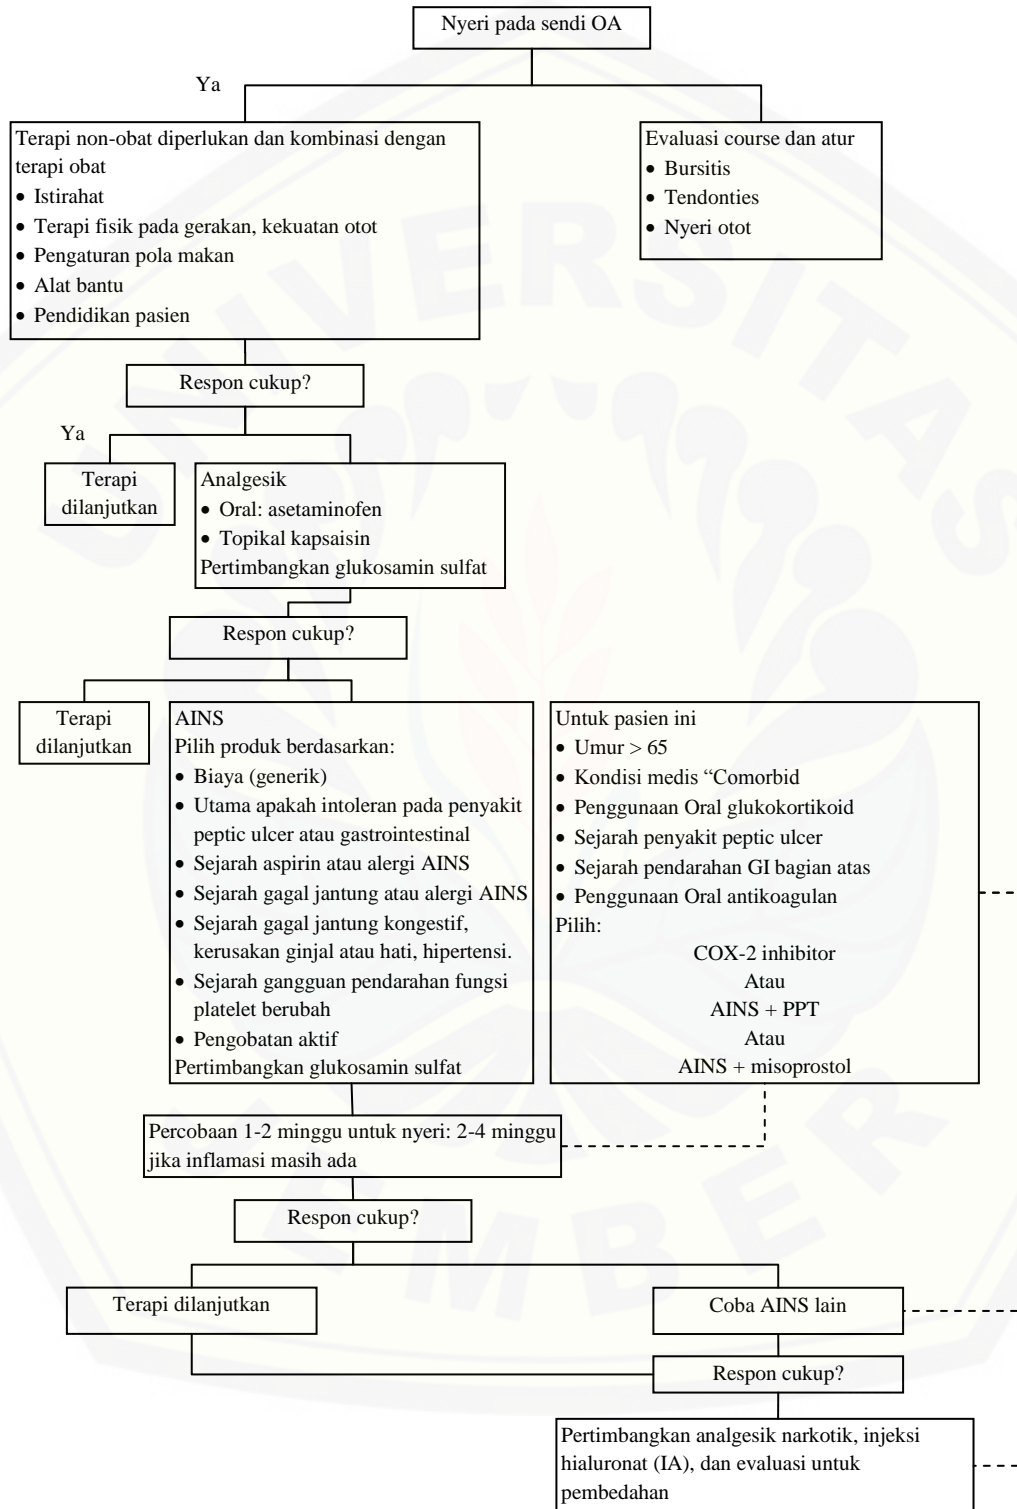 Nyeri pada sendi OA
Ya
Terapi non-obat diperlukan dan kombinasi dengan
terapi obat
• Istirahat
• Terapi fisik pada gerakan, kekuatan otot
• Pengaturan pola makan
• Alat bantu
• Pendidikan pasien
Evaluasi course dan atur
• Bursitis
• Tendonties
• Nyeri otot
Respon cukup?
Ya
Terapi
dilanjutkan
Analgesik
• Oral: asetaminofen
• Topikal kapsaisin
Pertimbangkan glukosamin sulfat
Respon cukup?
Terapi
dilanjutkan
AINS
Pilih produk berdasarkan:
• Biaya (generik)
• Utama apakah intoleran pada penyakit
peptic ulcer atau gastrointestinal
• Sejarah aspirin atau alergi AINS
• Sejarah gagal jantung atau alergi AINS
• Sejarah gagal jantung kongestif,
kerusakan ginjal atau hati, hipertensi.
• Sejarah gangguan pendarahan fungsi
platelet berubah
• Pengobatan aktif
Pertimbangkan glukosamin sulfat
Untuk pasien ini
• Umur > 65
• Kondisi medis “Comorbid
• Penggunaan Oral glukokortikoid
• Sejarah penyakit peptic ulcer
• Sejarah pendarahan GI bagian atas
• Penggunaan Oral antikoagulan
Pilih:
COX-2 inhibitor
Atau
AINS + PPT
Atau
AINS + misoprostol
Percobaan 1-2 minggu untuk nyeri: 2-4 minggu
jika inflamasi masih ada
Respon cukup?
Terapi dilanjutkan
Coba AINS lain
Respon cukup?
Pertimbangkan analgesik narkotik, injeksi
hialuronat (IA), dan evaluasi untuk
pembedahan
UNIVERSITAS
JEMBER